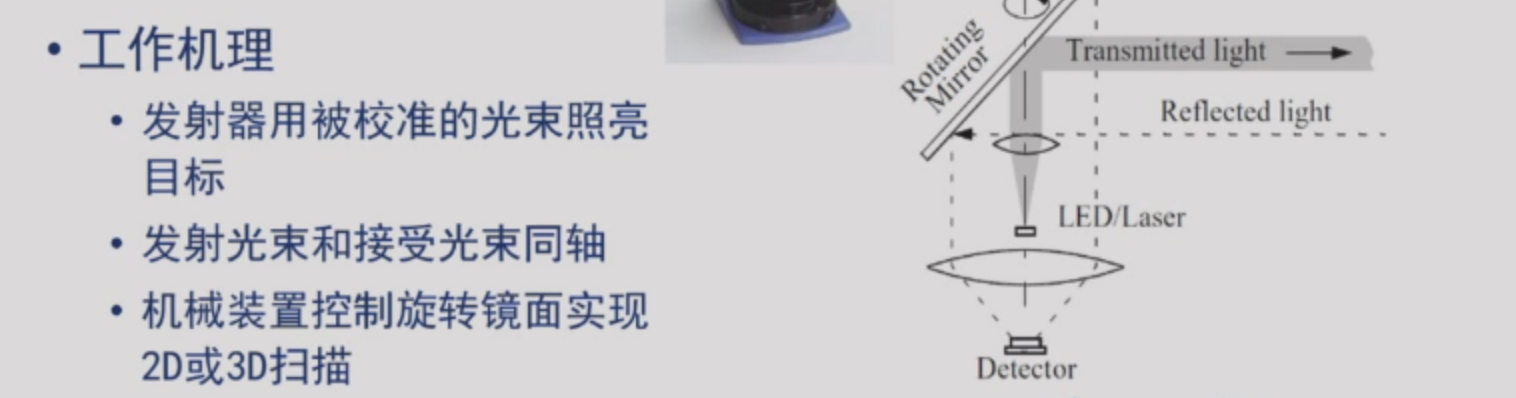 • 工作机理
• 发射器用被校准的光束照亮
目标
• 发射光束和接受光束同轴
• 机械装置控制旋转镜面实现
2D或3D扫描
Rotating
Mirror
Transmitted light
Reflected light
LED/Laser
Detector